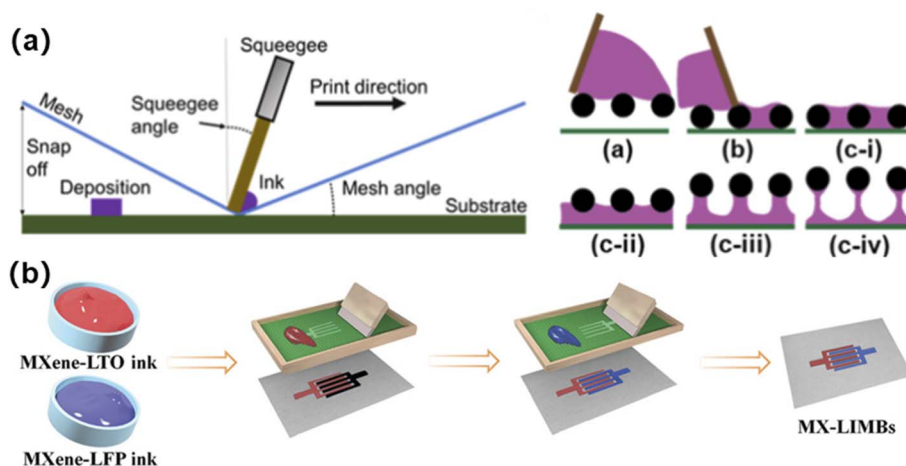 (a)
Squeegee
Print direction
Squeegee
angle
Mesh
Snap
off
Deposition
Ink
Mesh angle
Substrate
(a)
(b)
(c-i)
(c-ii)
(c-iii)
(c-iv)
(b)
MXene-LTO ink
MXene-LFP ink
MX-LIMBs